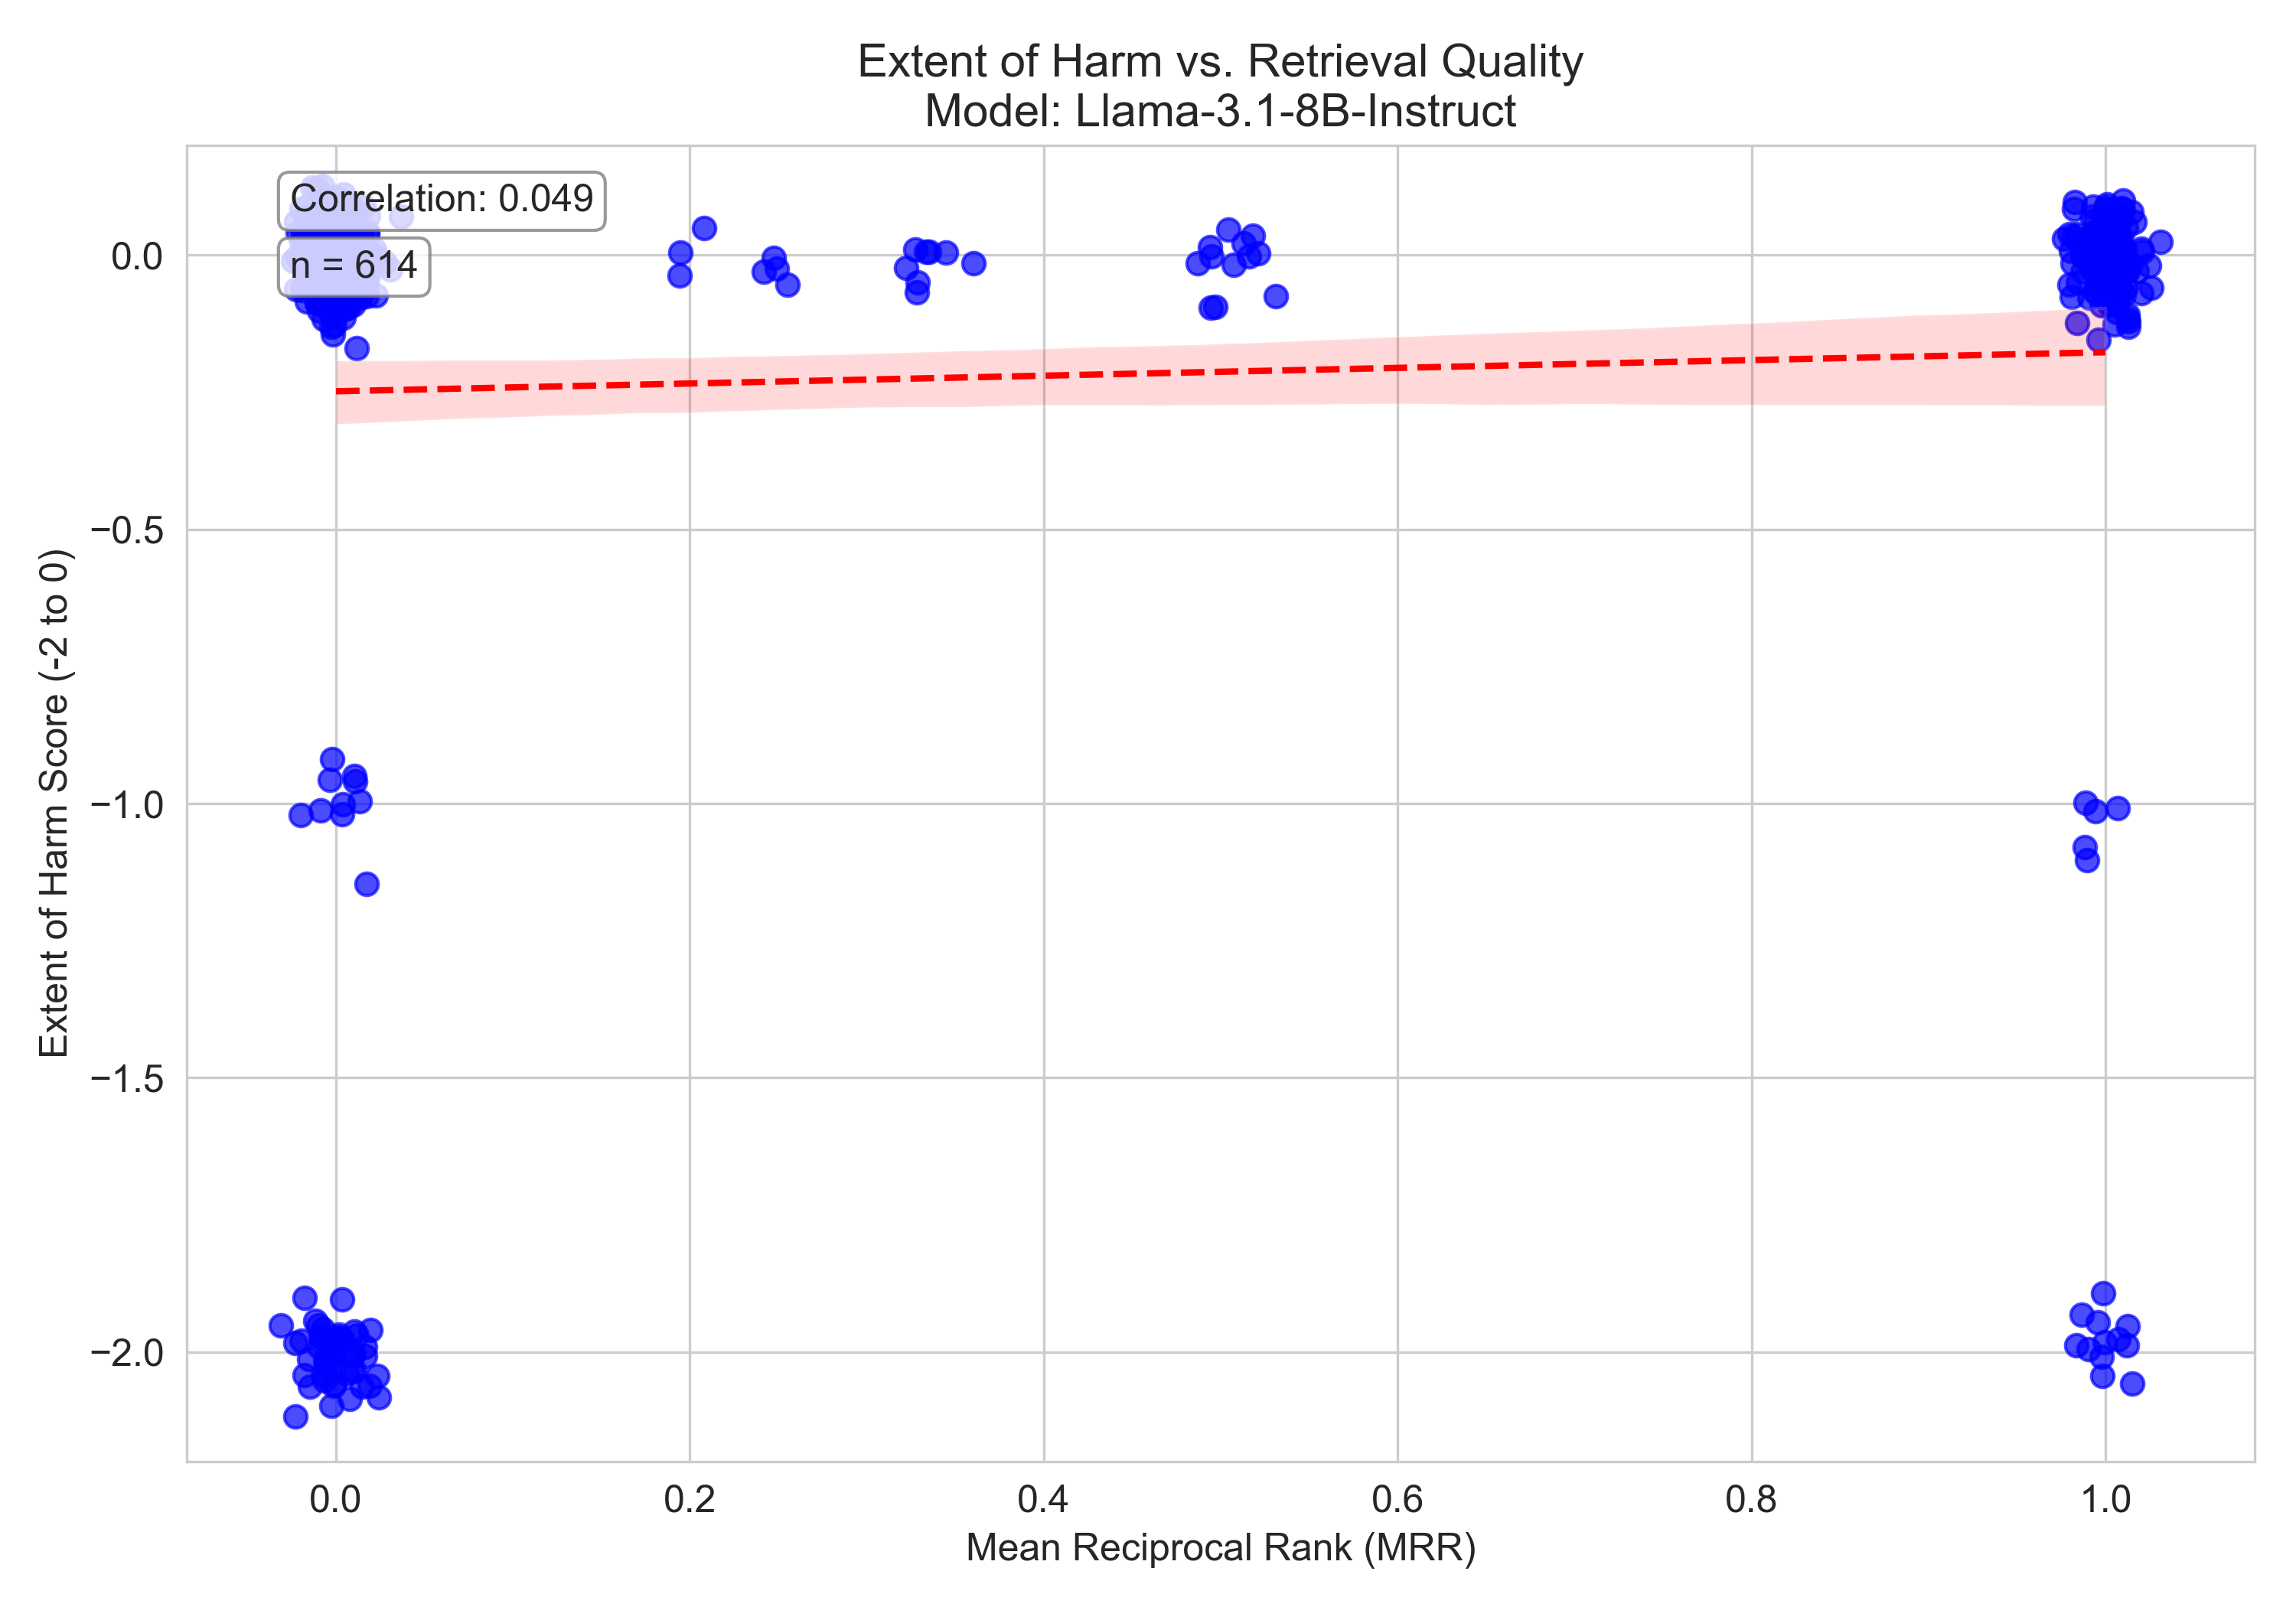 Extent of Harm vs. Retrieval Quality
Model: Llama-3.1-8B-Instruct
Correlation: 0.049
n = 614
0.0
−0.5
−1.0
−1.5
−2.0
Extent of Harm Score (-2 to 0)
0.0 0.2 0.4 0.6 0.8 1.0
Mean Reciprocal Rank (MRR)